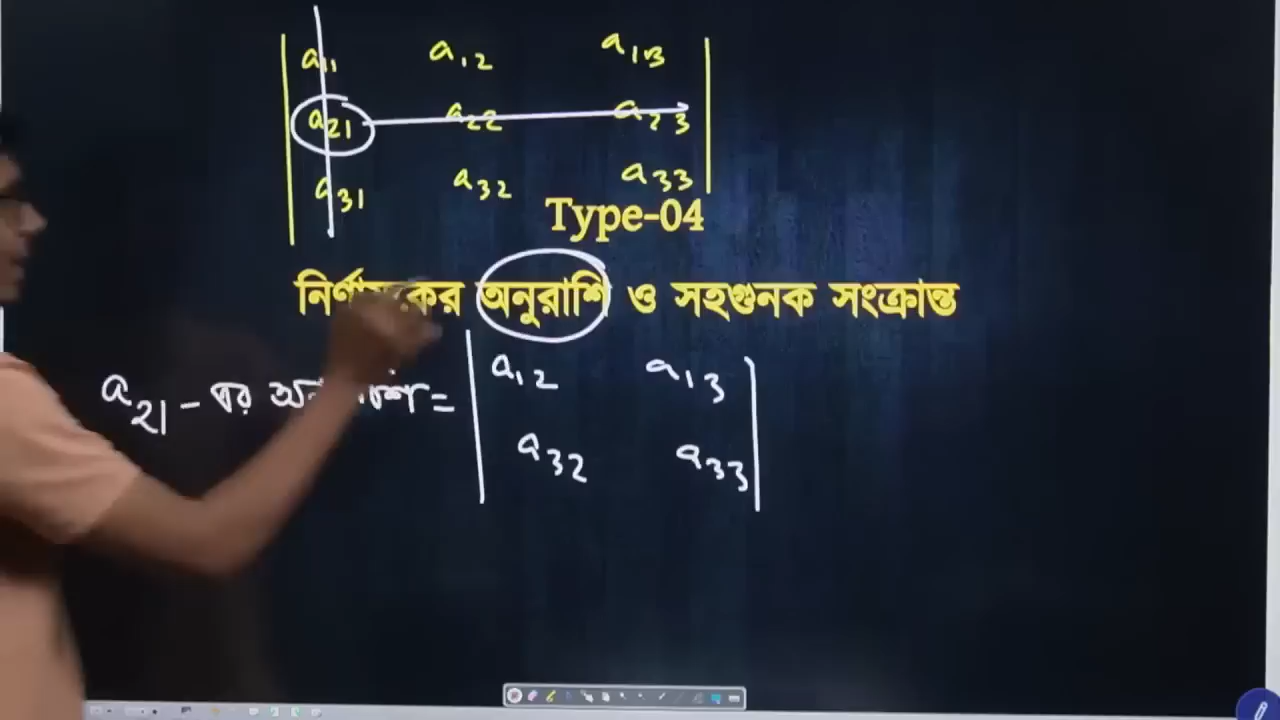 a₁₁ a₁₂ a₁₃
a₂₁ a₂₂ a₂₃
a₃₁ a₃₂ a₃₃
Type-04
নির্ণায়কের অনুরাশি ও সহগুনক সংক্রান্ত
a₂₁ - এর =
a₁₂ a₁₃
a₃₂ a₃₃